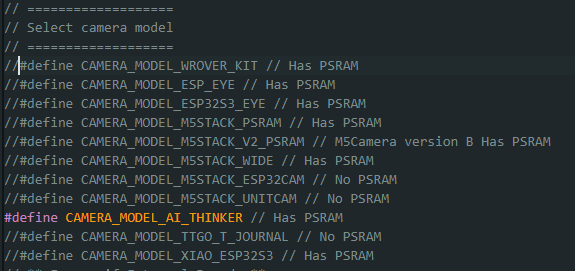 // ===================
// Select camera model
// ===================
//#define CAMERA_MODEL_WROVER_KIT // Has PSRAM
//#define CAMERA_MODEL_ESP_EYE // Has PSRAM
//#define CAMERA_MODEL_ESP32S3_EYE // Has PSRAM
//#define CAMERA_MODEL_M5STACK_PSRAM // Has PSRAM
//#define CAMERA_MODEL_M5STACK_V2_PSRAM // M5Camera version B Has PSRAM
//#define CAMERA_MODEL_M5STACK_WIDE // Has PSRAM
//#define CAMERA_MODEL_M5STACK_ESP32CAM // No PSRAM
//#define CAMERA_MODEL_M5STACK_UNITCAM // No PSRAM
#define CAMERA_MODEL_AI_THINKER // Has PSRAM
//#define CAMERA_MODEL_TTGO_T_JOURNAL // No PSRAM
//#define CAMERA_MODEL_XIAO_ESP32S3 // Has PSRAM